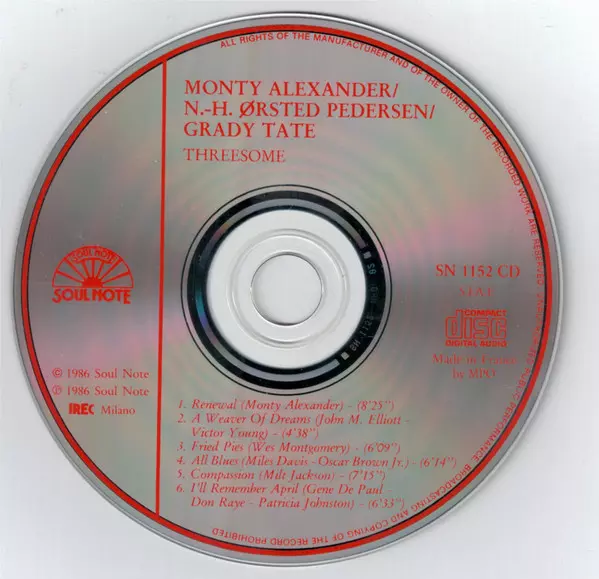 ALL RIGHTS OF THE MANUFACTURER AND OF THE OWNER OF THE RECORDED WORK ARE RESERVED.
MONTY ALEXANDER/
N.-H. ØRSTED PEDERSEN/
GRADY TATE
THREESOME
SOUL NOTE
SOUL NOTE
SN 1152 CD
S.I.A.E.
COMPACT
disc
DIGITAL AUDIO
Made in France
by MPO
© 1986 Soul Note
℗ 1986 Soul Note
IREC Milano
1. Renewal (Monty Alexander) - (8'25")
2. A Weaver Of Dreams (John M. Elliott -
Victor Young) - (4'38")
3. Fried Pies (Wes Montgomery) - (6'09")
4. All Blues (Miles Davis - Oscar Brown Jr.) - (6'14")
5. Compassion (Milt Jackson) - (7'15")
6. I'll Remember April (Gene De Paul
Don Raye - Patricia Johnston) - (6'33")
PUBLIC PERFORMANCE, BROADCASTING AND COPYING OF THE RECORD PROHIBITED